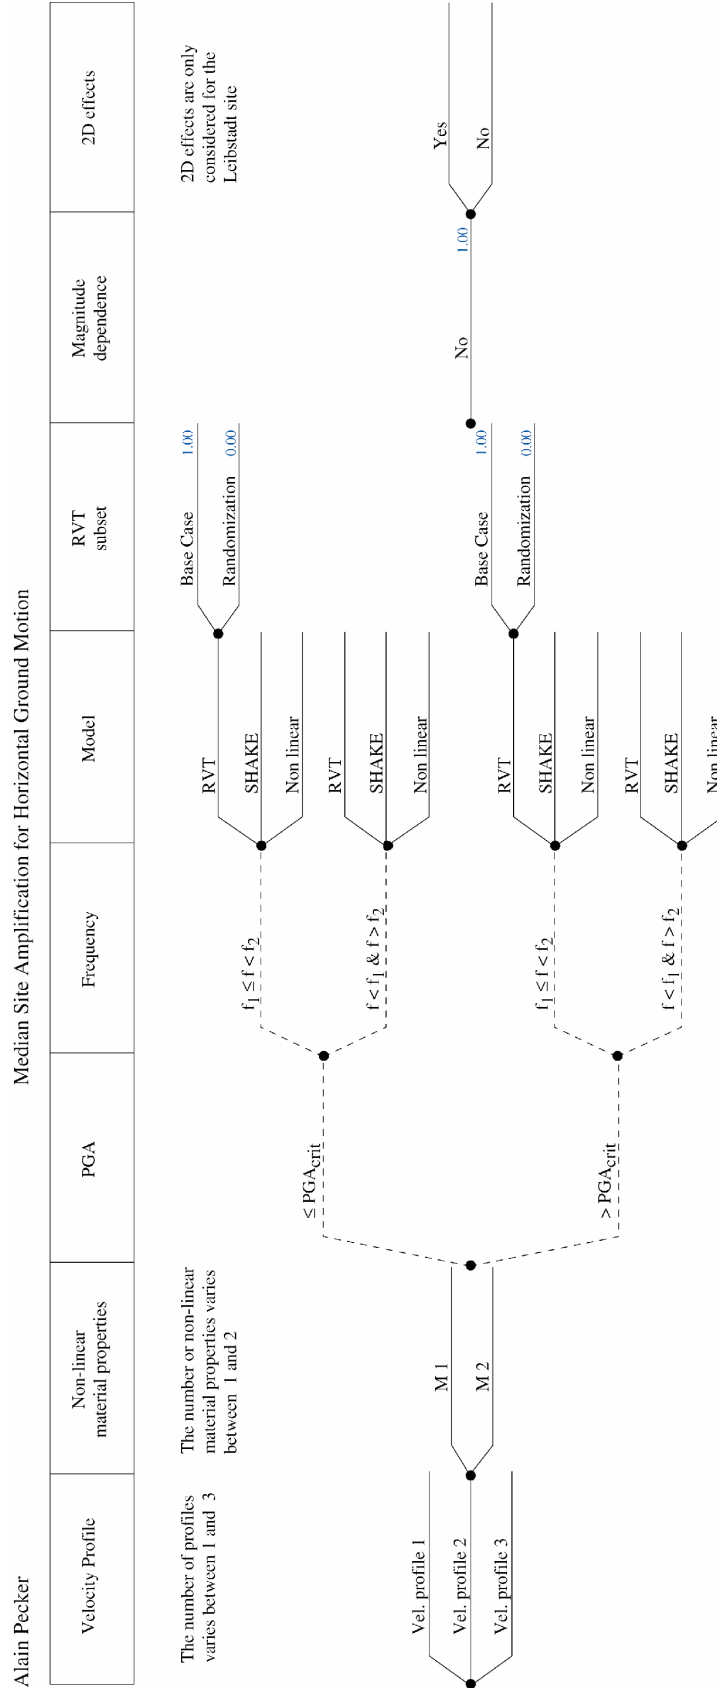 Alain Pecker
Median Site Amplification for Horizontal Ground Motion
Velocity Profile
Non-linear
material properties
PGA
Frequency
Model
RVT
subset
Magnitude
dependence
2D effects
The number of profiles
varies between 1 and 3
The number or non-linear
material properties varies
between 1 and 2
2D effects are only
considered for the
Leibstadt site
Vel. profile 1
Vel. profile 2
Vel. profile 3
M 1
M 2
≤ PGAcrit
f1 ≤ f < f2
RVT
SHAKE
Non linear
Base Case 1.00
Randomization 0.00
f < f1 & f > f2
RVT
SHAKE
Non linear
> PGAcrit
f1 ≤ f < f2
RVT
SHAKE
Non linear
Base Case 1.00
Randomization 0.00
f < f1 & f > f2
RVT
SHAKE
Non linear
No 1.00
Yes
No